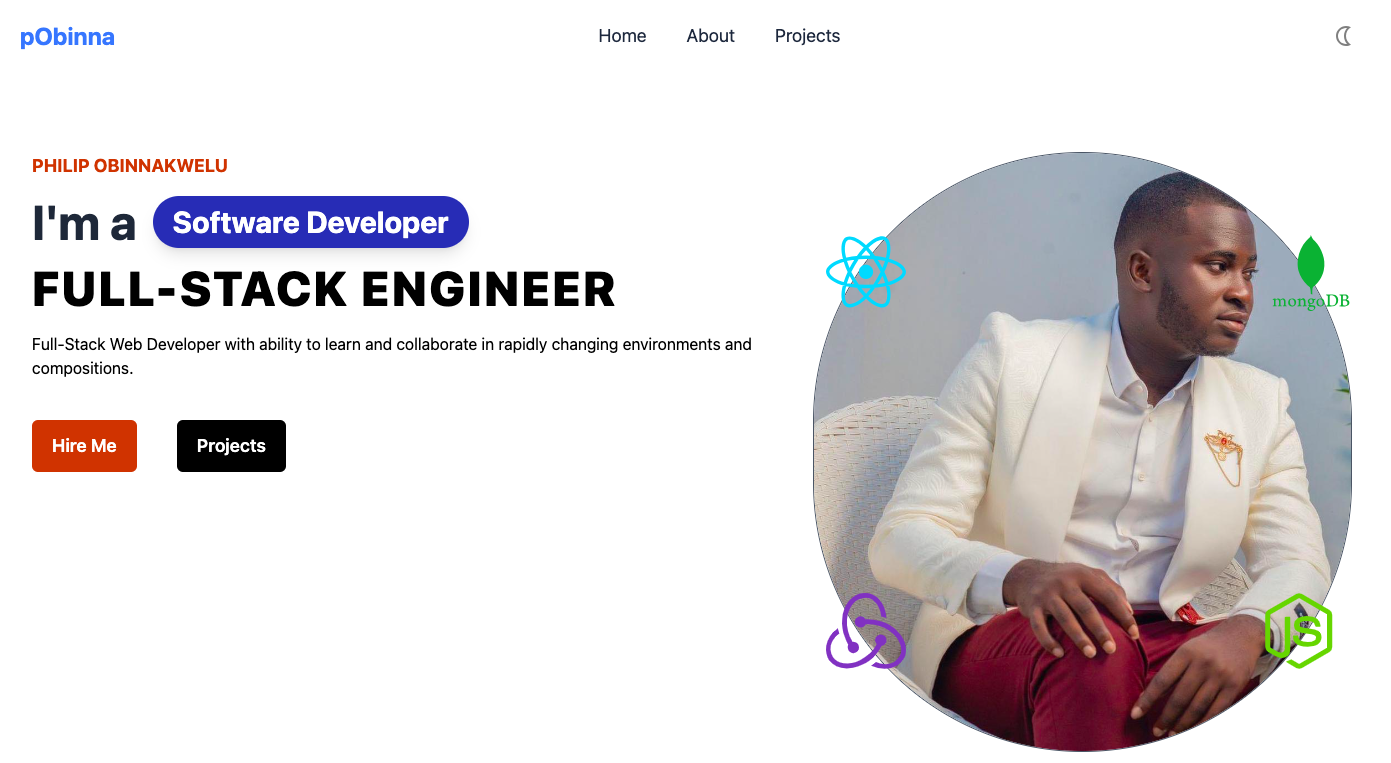 pObinna
Home About Projects
PHILIP OBINNAKWELU
I'm a Software Developer
FULL-STACK ENGINEER
Full-Stack Web Developer with ability to learn and collaborate in rapidly changing environments and
compositions.
Hire Me Projects
mongoDB
JS